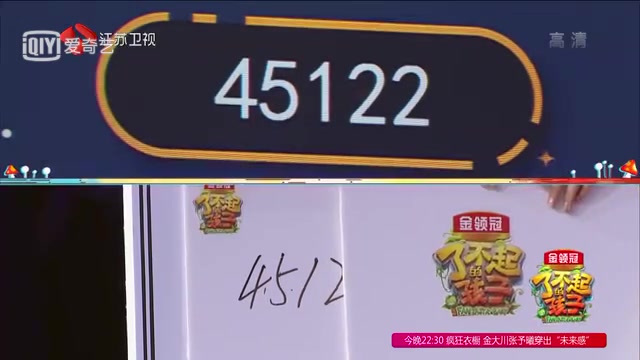 iQIYI 爱奇艺
江苏卫视
高清
45122
金领冠
了不起的孩子
4512
金领冠
了不起的孩子
金领冠
了不起的孩子
今晚22:30 疯狂衣橱 金大川张予曦穿出“未来感”